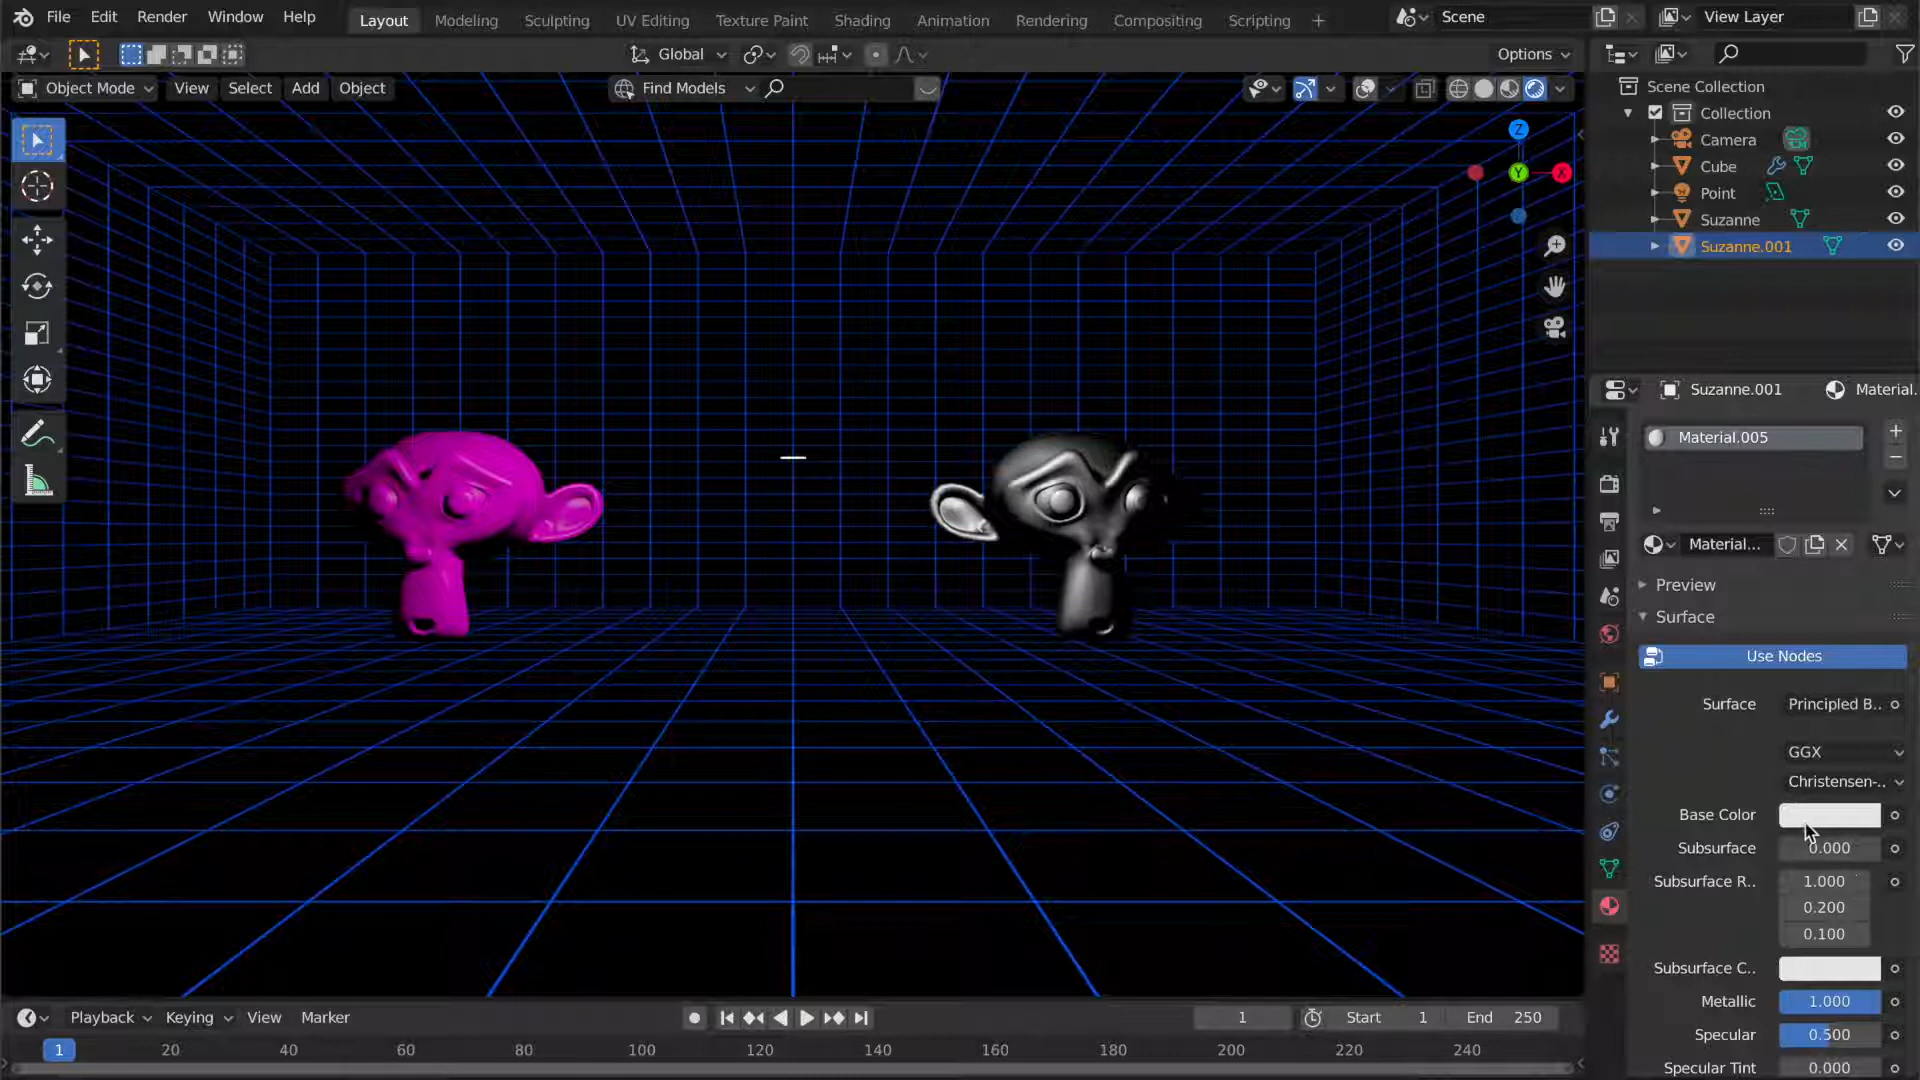 File Edit Render Window Help Layout Modeling Sculpting UV Editing Texture Paint Shading Animation Rendering Compositing Scripting + Scene View Layer
Global Options
Object Mode View Select Add Object Find Models
Z
Y X
Scene Collection
Collection
Camera
Cube
Point
Suzanne
Suzanne.001
Suzanne.001 Material.
Material.005
Material...
Preview
Surface
Use Nodes
Surface Principled B..
GGX
Christensen-..
Base Color
Subsurface 0.000
Subsurface R.. 1.000
0.200
0.100
Subsurface C..
Metallic 1.000
Specular 0.500
Specular Tint 0.000
Playback Keying View Marker 1 Start 1 End 250
1 20 40 60 80 100 120 140 160 180 200 220 240